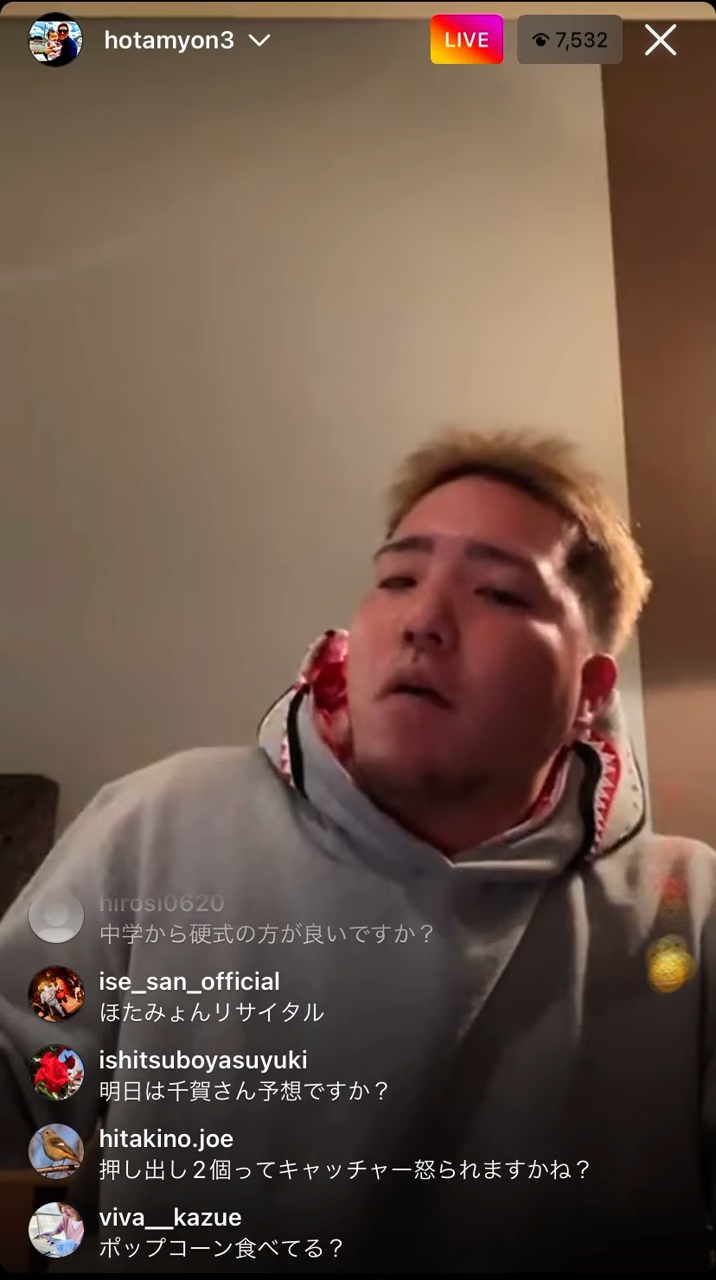 hotamyon3
LIVE
7,532
hirosi0620
中学から硬式の方が良いですか？
ise_san_official
ほたみょんリサイタル
ishitsuboyasuyuki
明日は千賀さん予想ですか？
hitakino.joe
押し出し２個ってキャッチャー怒られますかね？
viva__kazue
ポップコーン食べてる？